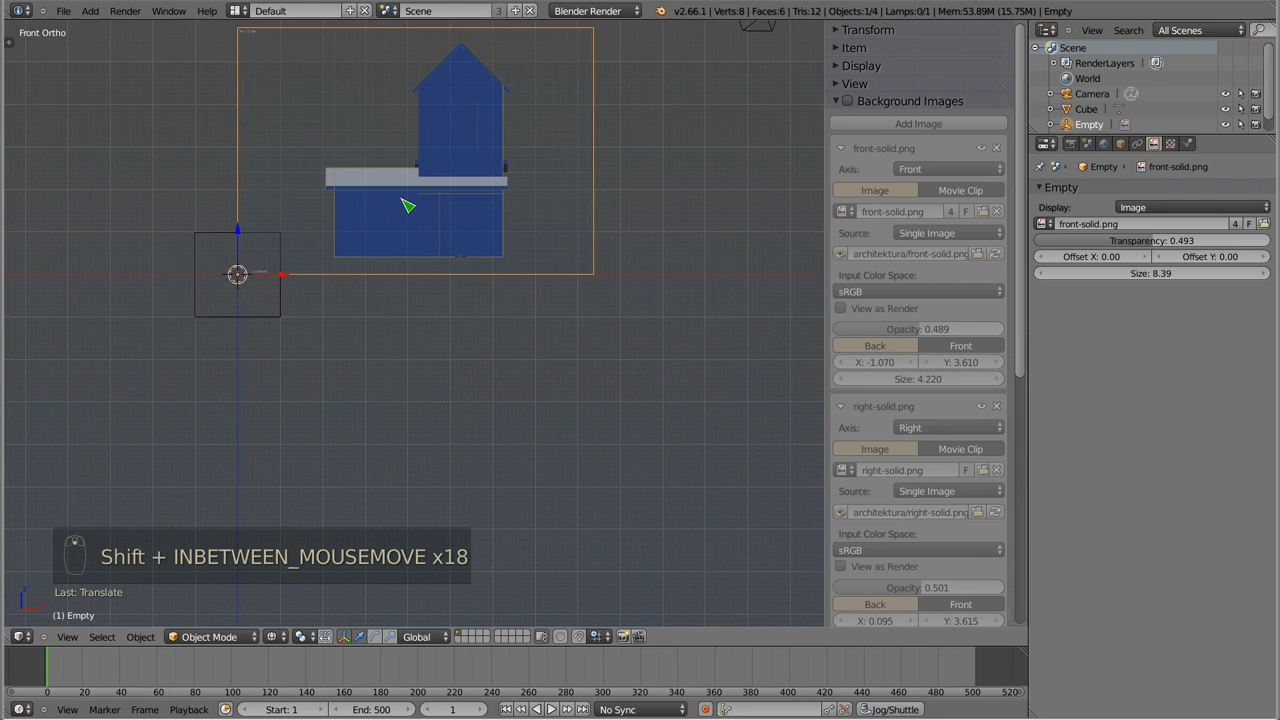 File Add Render Window Help Default Scene 3 Blender Render v2.66.1 | Verts:8 | Faces:6 | Tris:12 | Objects:1/4 | Lamps:0/1 | Mem:53.89M (15.75M) | Empty
Front Ortho
Transform
Item
Display
View
Background Images
Add Image
front-solid.png
Axis: Front
Image Movie Clip
front-solid.png 4 F
Source: Single Image
architektura/front-solid.png
Input Color Space:
sRGB
View as Render
Opacity: 0.489
Back Front
X: -1.070 Y: 3.610
Size: 4.220
right-solid.png
Axis: Right
Image Movie Clip
right-solid.png F
Source: Single Image
architektura/right-solid.png
Input Color Space:
sRGB
View as Render
Opacity: 0.501
Back Front
X: 0.095 Y: 3.615
View Search All Scenes
Scene
RenderLayers
World
Camera
Cube
Empty
Empty front-solid.png
Empty
Display: Image
front-solid.png 4 F
Transparency: 0.493
Offset X: 0.00 Offset Y: 0.00
Size: 8.39
Shift + INBETWEEN_MOUSEMOVE x18
Last: Translate
z
(1) Empty
View Select Object Object Mode Global
0 20 40 60 80 100 120 140 160 180 200 220 240 260 280 300 320 340 360 380 400 420 440 460 480 500 520
View Marker Frame Playback Start: 1 End: 500 1 No Sync Jog/Shuttle